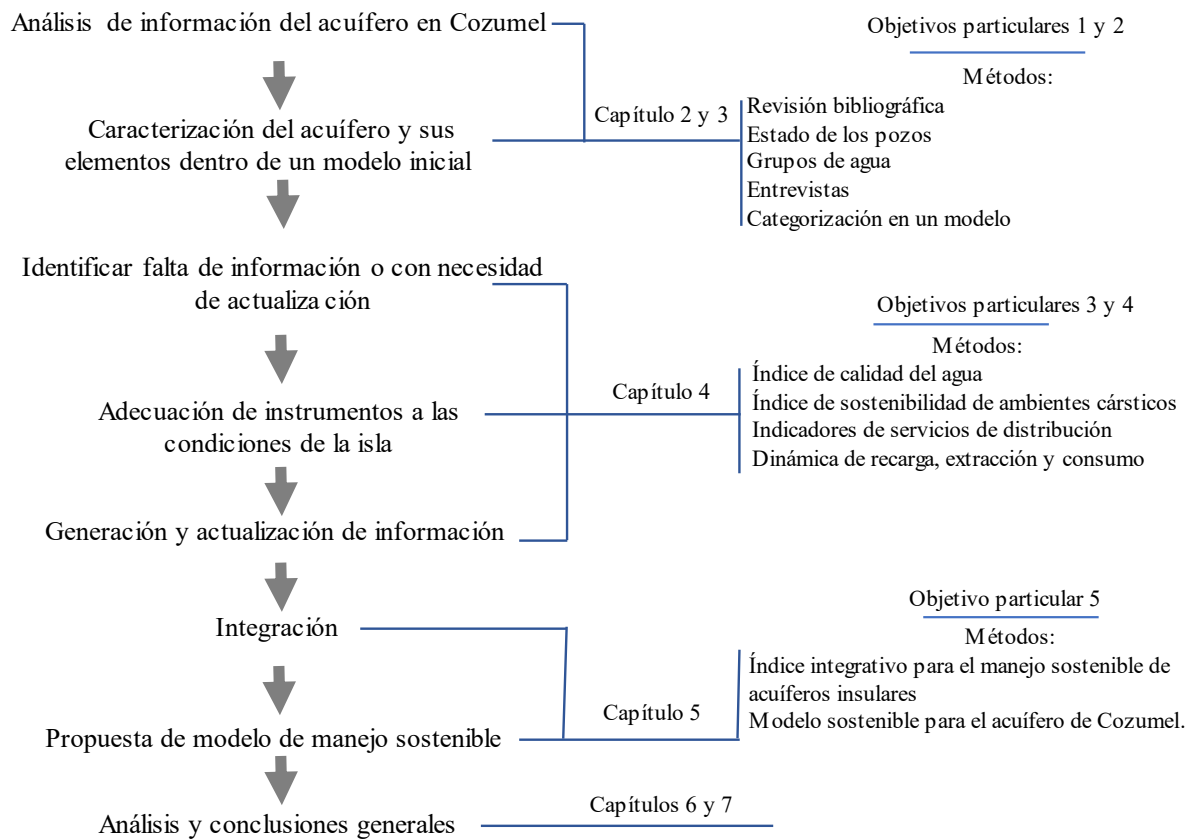 Análisis de información del acuífero en Cozumel
Objetivos particulares 1 y 2
Métodos:
Capítulo 2 y 3
Revisión bibliográfica
Estado de los pozos
Grupos de agua
Entrevistas
Categorización en un modelo
Caracterización del acuífero y sus
elementos dentro de un modelo inicial
Identificar falta de información o con necesidad
de actualización
Objetivos particulares 3 y 4
Métodos:
Capítulo 4
Índice de calidad del agua
Índice de sostenibilidad de ambientes cársticos
Indicadores de servicios de distribución
Dinámica de recarga, extracción y consumo
Adecuación de instrumentos a las
condiciones de la isla
Generación y actualización de información
Integración
Objetivo particular 5
Métodos:
Capítulo 5
Índice integrativo para el manejo sostenible de
acuíferos insulares
Modelo sostenible para el acuífero de Cozumel.
Propuesta de modelo de manejo sostenible
Análisis y conclusiones generales
Capítulos 6 y 7